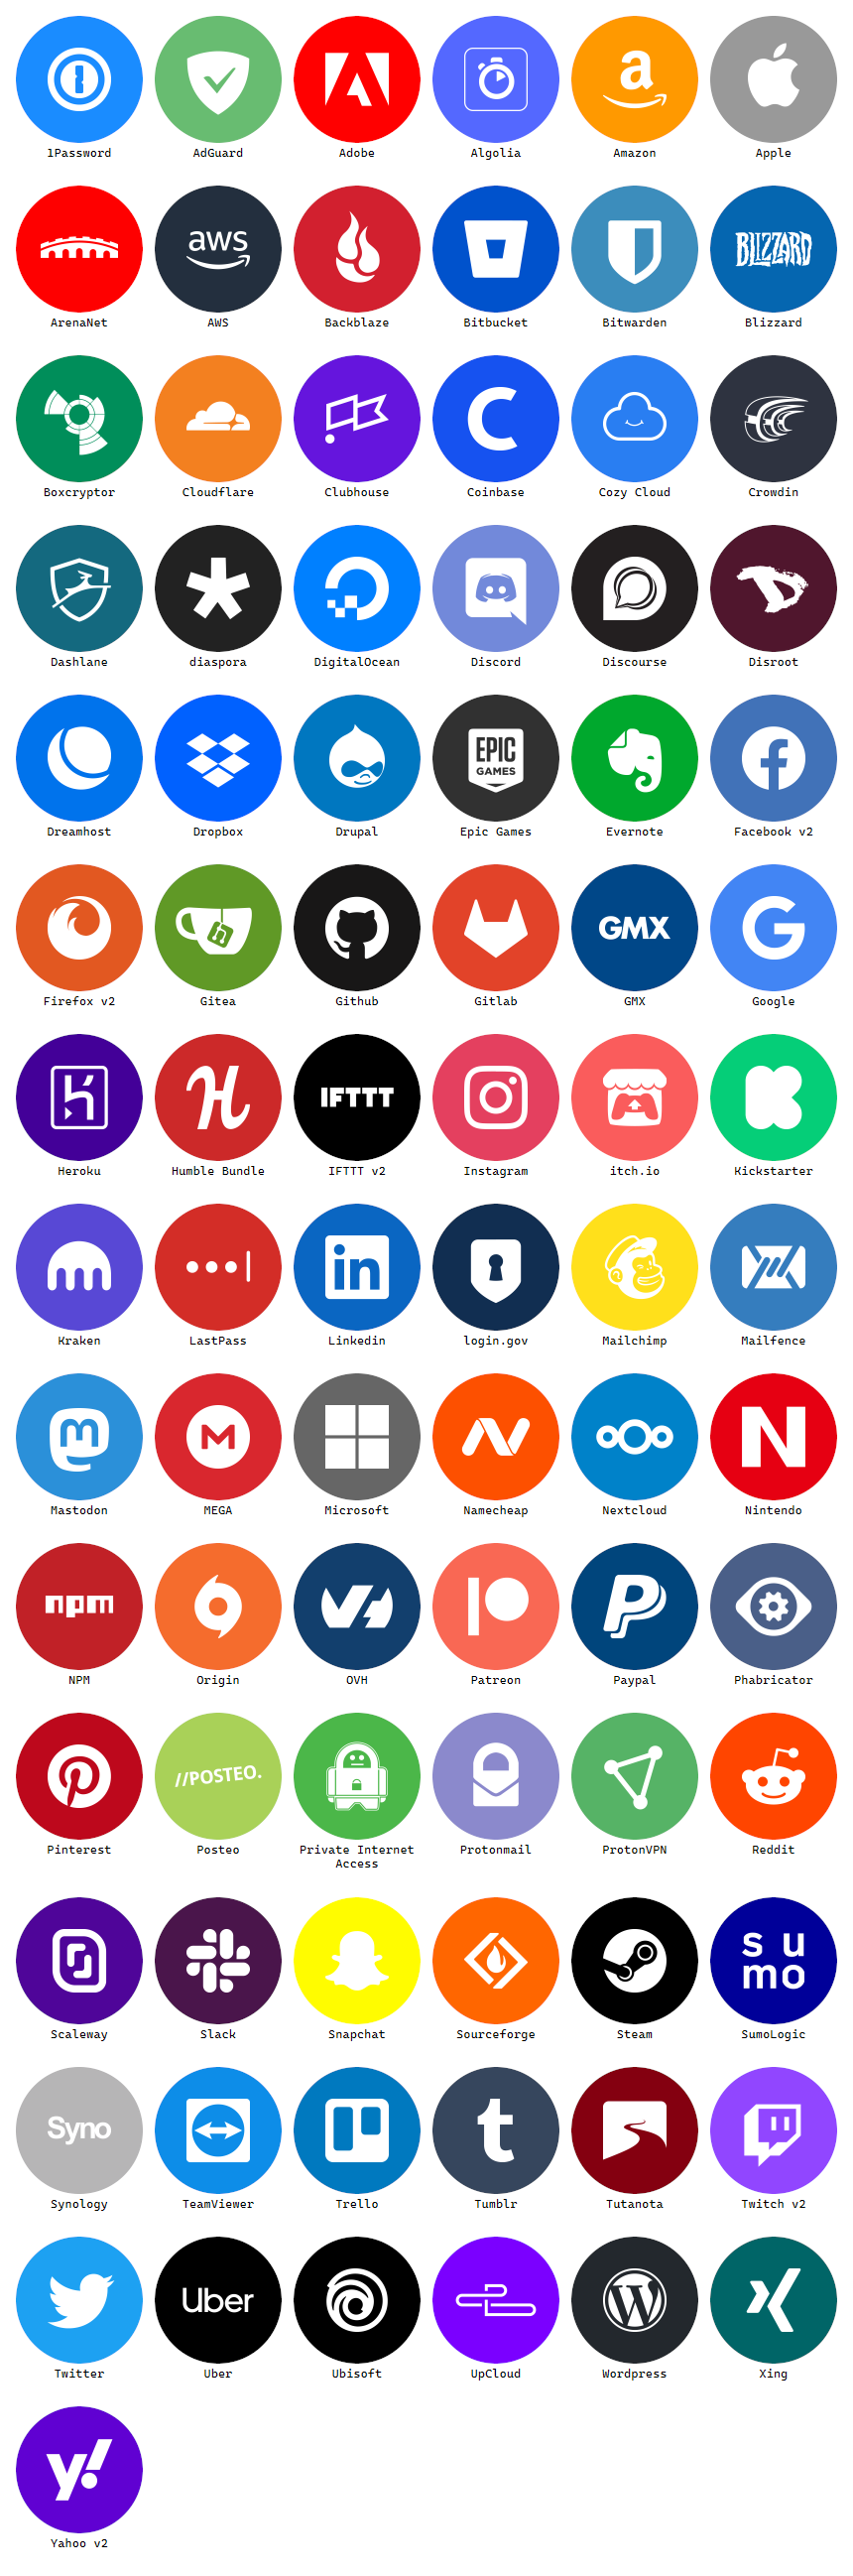 1Password AdGuard Adobe Algolia Amazon Apple
aws BLIZZARD
ArenaNet AWS Backblaze Bitbucket Bitwarden Blizzard
Boxcryptor Cloudflare Clubhouse Coinbase Cozy Cloud Crowdin
Dashlane diaspora DigitalOcean Discord Discourse Disroot
EPIC
GAMES
Dreamhost Dropbox Drupal Epic Games Evernote Facebook v2
GMX G
Firefox v2 Gitea Github Gitlab GMX Google
H IFTTT K
Heroku Humble Bundle IFTTT v2 Instagram itch.io Kickstarter
in
Kraken LastPass Linkedin login.gov Mailchimp Mailfence
m M N
Mastodon MEGA Microsoft Namecheap Nextcloud Nintendo
npm P
NPM Origin OVH Patreon Paypal Phabricator
//POSTEO.
Pinterest Posteo Private Internet
Access Protonmail ProtonVPN Reddit
s u
mo
Scaleway Slack Snapchat Sourceforge Steam SumoLogic
Syno t
Synology TeamViewer Trello Tumblr Tutanota Twitch v2
Uber W
Twitter Uber Ubisoft UpCloud Wordpress Xing
y!
Yahoo v2